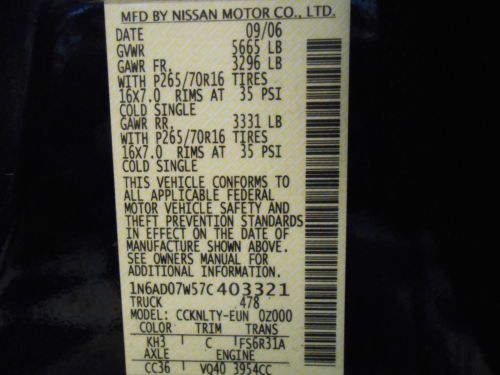 MFD BY NISSAN MOTOR CO., LTD.
DATE 09/06
GVWR 5665 LB
GAWR FR. 3296 LB
WITH P265/70R16 TIRES
16X7.0 RIMS AT 35 PSI
COLD SINGLE
GAWR RR. 3331 LB
WITH P265/70R16 TIRES
16X7.0 RIMS AT 35 PSI
COLD SINGLE
THIS VEHICLE CONFORMS TO
ALL APPLICABLE FEDERAL
MOTOR VEHICLE SAFETY AND
THEFT PREVENTION STANDARDS
IN EFFECT ON THE DATE OF
MANUFACTURE SHOWN ABOVE.
SEE OWNERS MANUAL FOR
ADDITIONAL INFORMATION.
1N6AD07W57C403321
TRUCK 478
MODEL: CCKNLTY-EUN 0Z000
COLOR TRIM TRANS
KH3 C FS6R31A
AXLE ENGINE
CC36 VQ40 3954CC